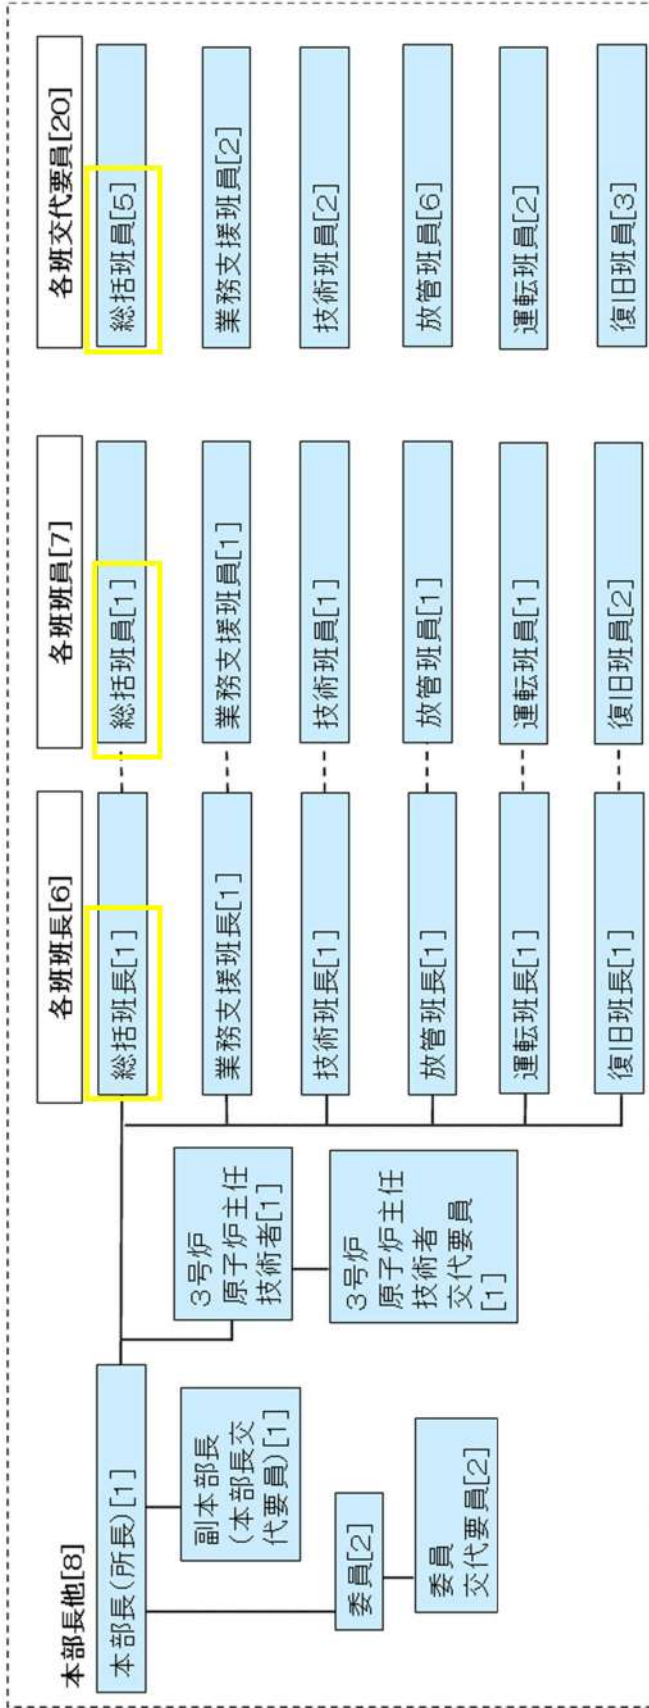 本部長他[8]
本部長(所長)[1]
副本部長
(本部長交
代要員)[1]
委員[2]
委員
交代要員[2]
3号炉
原子炉主任
技術者[1]
3号炉
原子炉主任
技術者
交代要員
[1]
各班班長[6]
総括班長[1]
業務支援班長[1]
技術班長[1]
放管班長[1]
運転班長[1]
復旧班長[1]
各班班員[7]
総括班員[1]
業務支援班員[1]
技術班員[1]
放管班員[1]
運転班員[1]
復旧班員[2]
各班交代要員[20]
総括班員[5]
業務支援班員[2]
技術班員[2]
放管班員[6]
運転班員[2]
復旧班員[3]